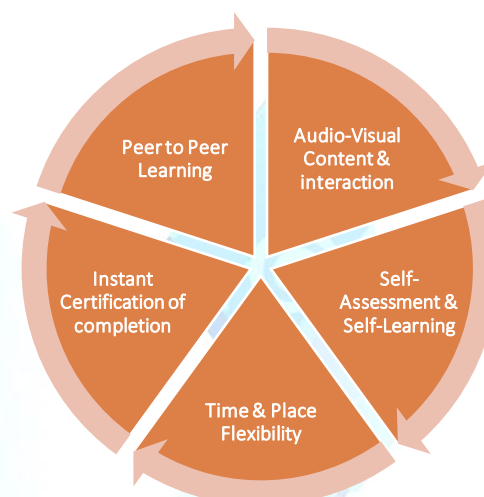 Peer to Peer
Learning
Audio-Visual
Content &
interaction
Self-
Assessment &
Self-Learning
Time & Place
Flexibility
Instant
Certification of
completion